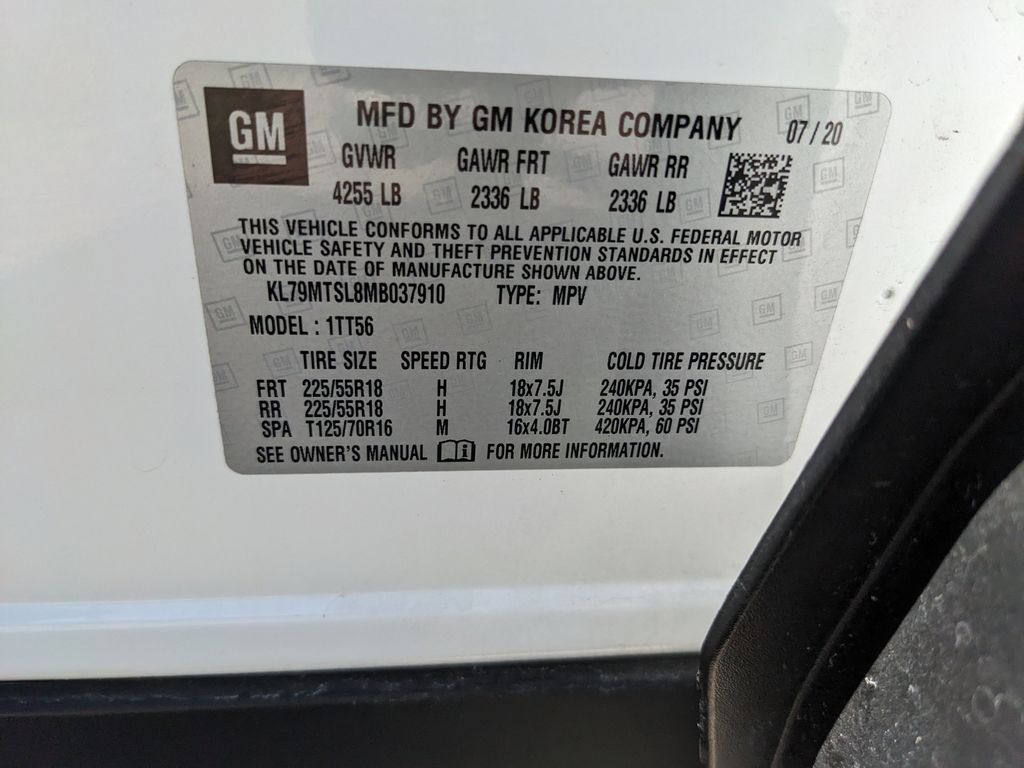 GM MFD BY GM KOREA COMPANY 07/20
GVWR GAWR FRT GAWR RR
4255 LB 2336 LB 2336 LB
THIS VEHICLE CONFORMS TO ALL APPLICABLE U.S. FEDERAL MOTOR
VEHICLE SAFETY AND THEFT PREVENTION STANDARDS IN EFFECT
ON THE DATE OF MANUFACTURE SHOWN ABOVE.
KL79MTSL8MB037910 TYPE: MPV
MODEL : 1TT56
TIRE SIZE SPEED RTG RIM COLD TIRE PRESSURE
FRT 225/55R18 H 18x7.5J 240KPA, 35 PSI
RR 225/55R18 H 18x7.5J 240KPA, 35 PSI
SPA T125/70R16 M 16x4.0BT 420KPA, 60 PSI
SEE OWNER'S MANUAL FOR MORE INFORMATION.